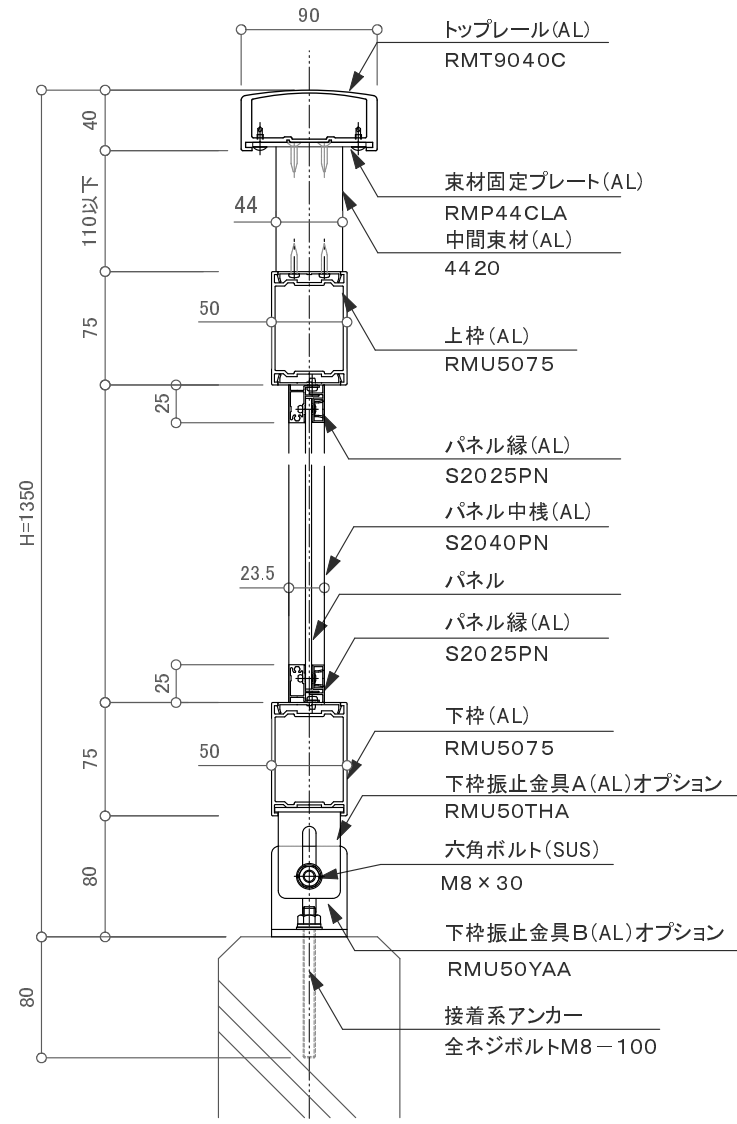 90
トップレール(AL)
RMT9040C
40
110以下
44
束材固定プレート(AL)
RMP44CLA
中間束材(AL)
4420
75
50
上枠(AL)
RMU5075
25
パネル縁(AL)
S2025PN
H=1350
パネル中桟(AL)
S2040PN
23.5
パネル
パネル縁(AL)
S2025PN
25
75
50
下枠(AL)
RMU5075
下枠振止金具A(AL)オプション
RMU50THA
80
六角ボルト(SUS)
M8×30
下枠振止金具B(AL)オプション
RMU50YAA
80
接着系アンカー
全ネジボルトM8－100